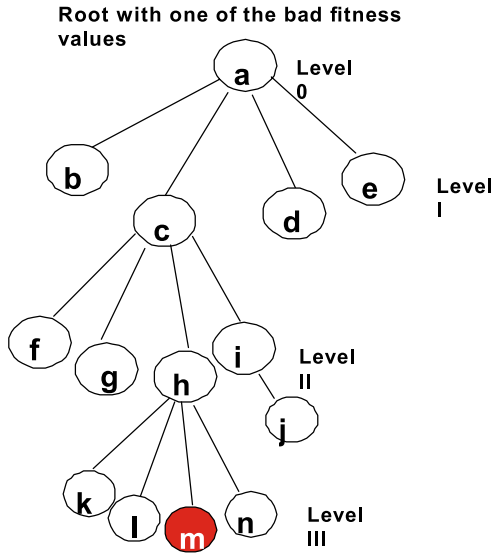 Root with one of the bad fitness
values
a
Level
0
b
e
Level
I
c
d
f
g
h
i
Level
II
j
k
l
m
n
Level
III